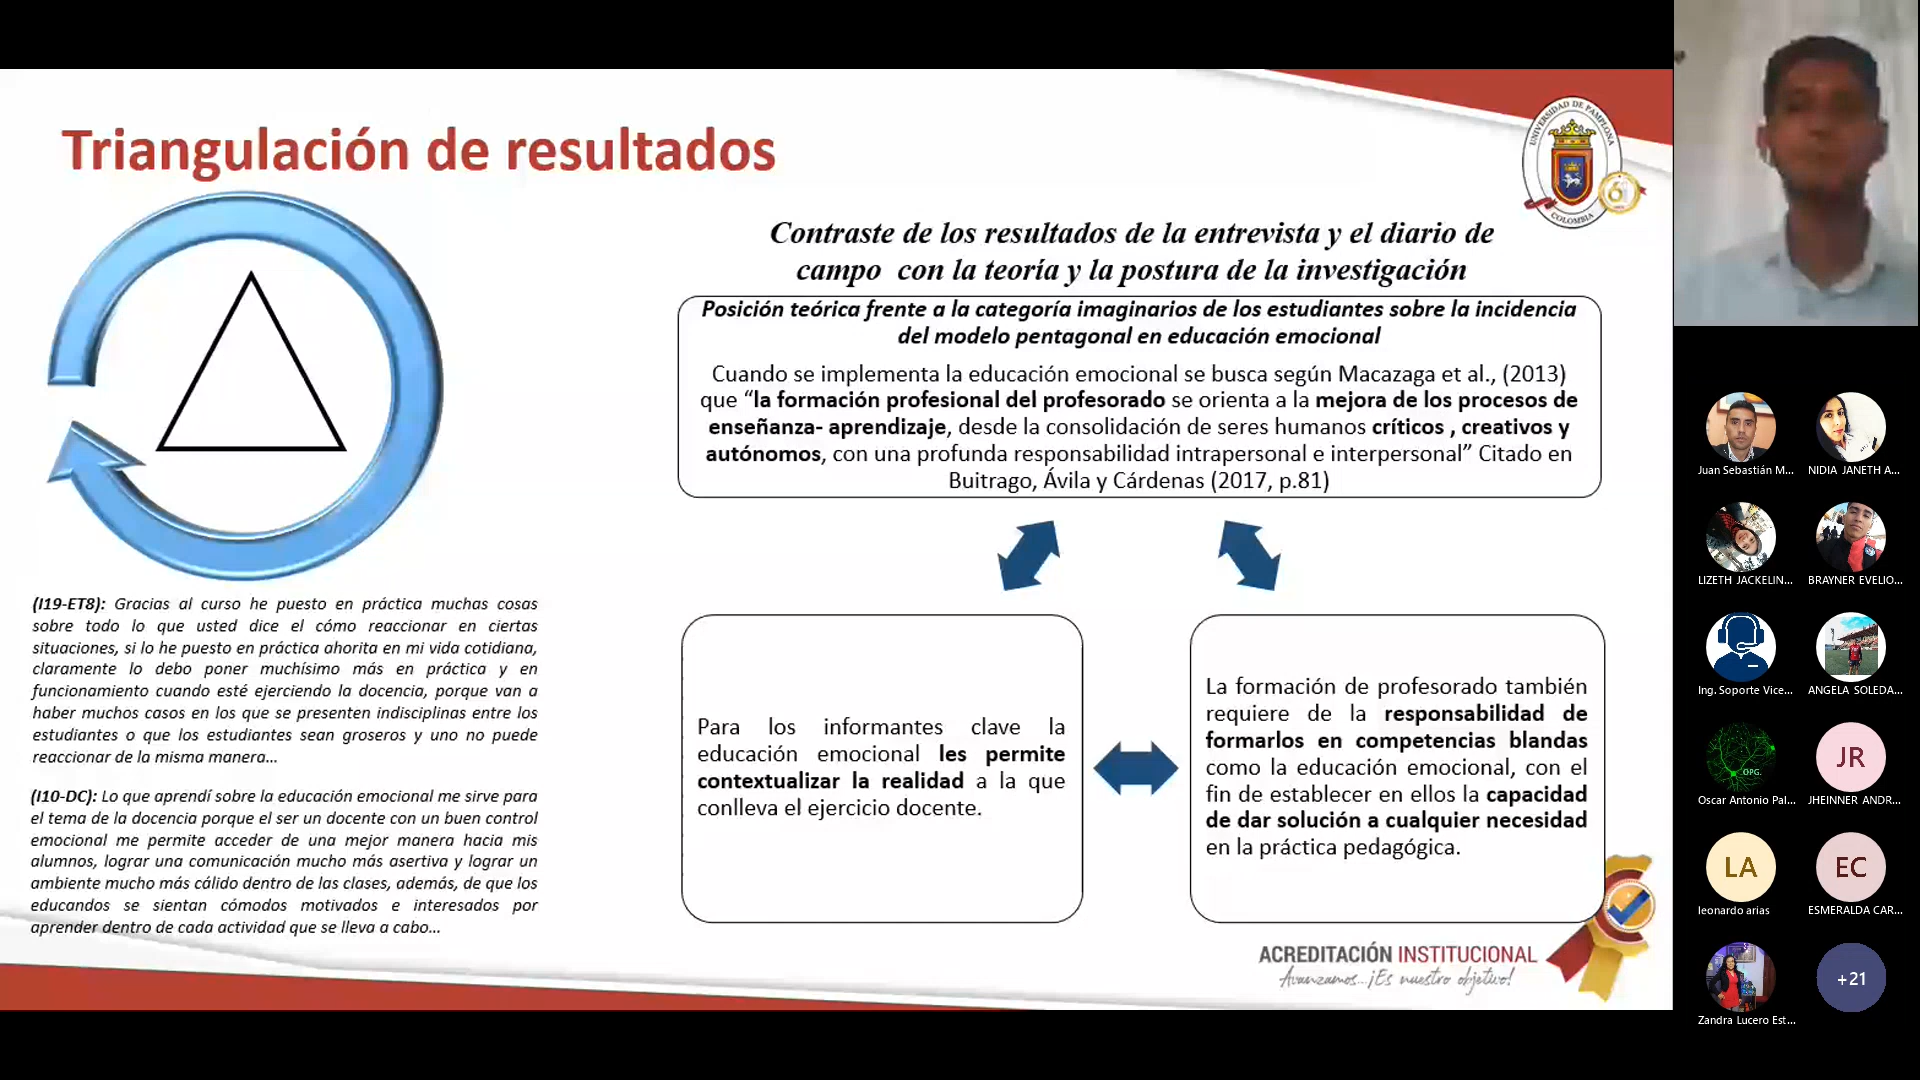 Triangulación de resultados
UNIVERSIDAD DE PAMPLONA
COLOMBIA
Contraste de los resultados de la entrevista y el diario de
campo con la teoría y la postura de la investigación
Posición teórica frente a la categoría imaginarios de los estudiantes sobre la incidencia
del modelo pentagonal en educación emocional
Cuando se implementa la educación emocional se busca según Macazaga et al., (2013)
que “la formación profesional del profesorado se orienta a la mejora de los procesos de
enseñanza- aprendizaje, desde la consolidación de seres humanos críticos , creativos y
autónomos, con una profunda responsabilidad intrapersonal e interpersonal” Citado en
Buitrago, Ávila y Cárdenas (2017, p.81)
(I19-ET8): Gracias al curso he puesto en práctica muchas cosas
sobre todo lo que usted dice el cómo reaccionar en ciertas
situaciones, si lo he puesto en práctica ahorita en mi vida cotidiana,
claramente lo debo poner muchísimo más en práctica y en
funcionamiento cuando esté ejerciendo la docencia, porque van a
haber muchos casos en los que se presenten indisciplinas entre los
estudiantes o que los estudiantes sean groseros y uno no puede
reaccionar de la misma manera...
(I10-DC): Lo que aprendí sobre la educación emocional me sirve para
el tema de la docencia porque el ser un docente con un buen control
emocional me permite acceder de una mejor manera hacia mis
alumnos, lograr una comunicación mucho más asertiva y lograr un
ambiente mucho más cálido dentro de las clases, además, de que los
educandos se sientan cómodos motivados e interesados por
aprender dentro de cada actividad que se lleva a cabo...
Para los informantes clave la
educación emocional les permite
contextualizar la realidad a la que
conlleva el ejercicio docente.
La formación de profesorado también
requiere de la responsabilidad de
formarlos en competencias blandas
como la educación emocional, con el
fin de establecer en ellos la capacidad
de dar solución a cualquier necesidad
en la práctica pedagógica.
ACREDITACIÓN INSTITUCIONAL
Avanzamos...¡Es nuestro objetivo!
Juan Sebastián M...
NIDIA JANETH A...
LIZETH JACKELIN...
BRAYNER EVELIO...
Ing. Soporte Vice...
ANGELA SOLEDA...
OPG.
JR
Oscar Antonio Pal...
JHEINNER ANDR...
LA
EC
leonardo arias
ESMERALDA CAR...
+21
Zandra Lucero Est...